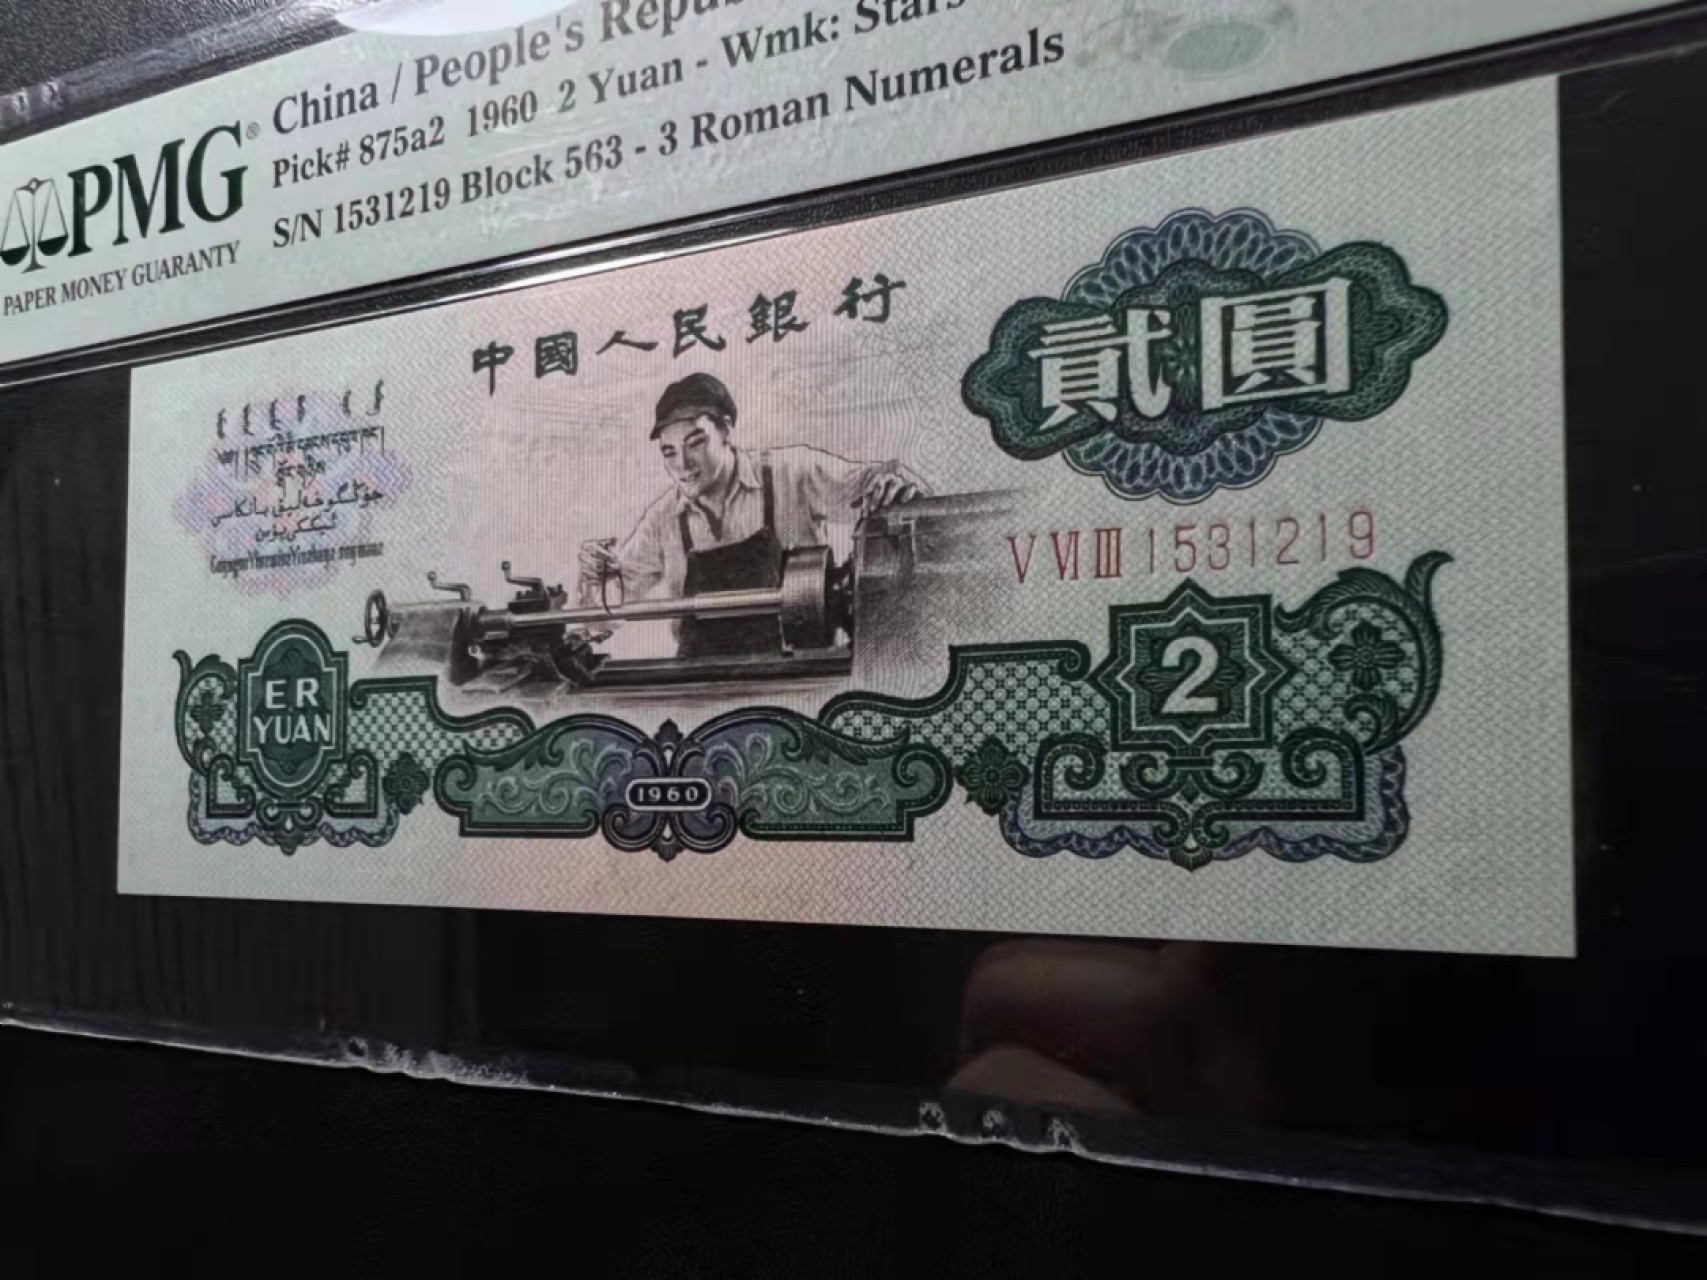 PMG
PAPER MONEY GUARANTY
China / People's Repu
Pick# 875a2 1960 2 Yuan - Wmk: Stars
S/N 1531219 Block 563 - 3 Roman Numerals
中國人民銀行
貳圓
V VI III 1531219
ER
YUAN
1960
2